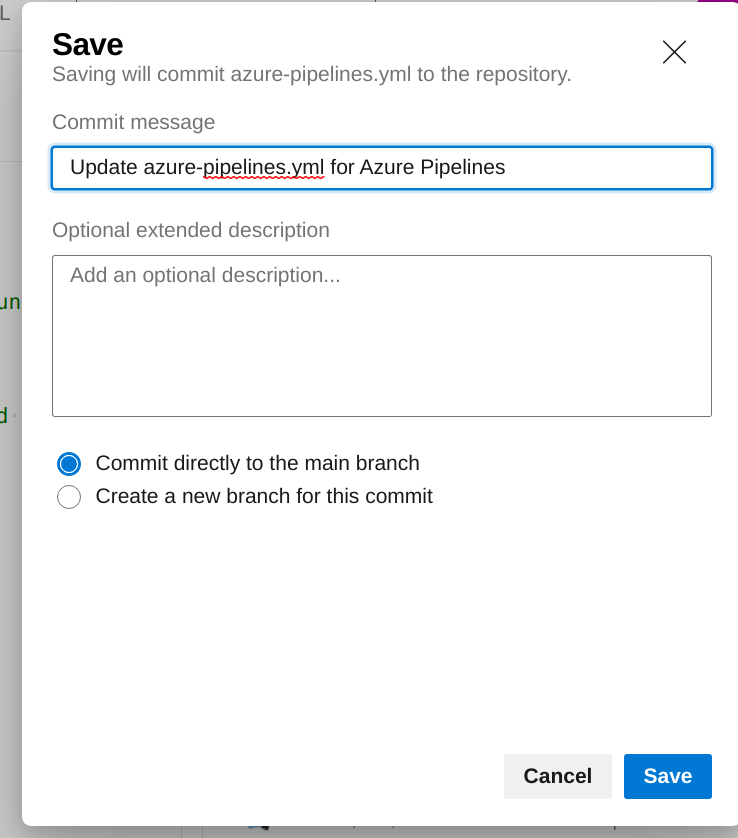 L
Save
Saving will commit azure-pipelines.yml to the repository.
Commit message
Update azure-pipelines.yml for Azure Pipelines
Optional extended description
Add an optional description...
un
d
Commit directly to the main branch
Create a new branch for this commit
Cancel
Save